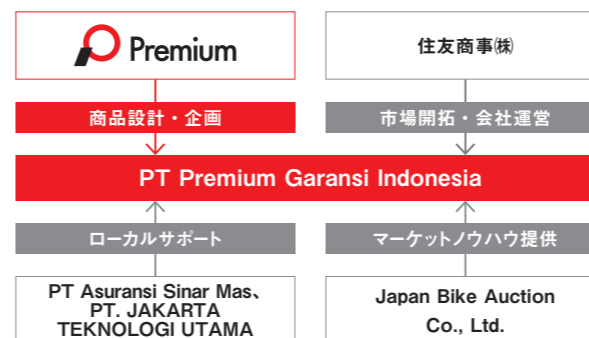 Premium
住友商事㈱
商品設計・企画
市場開拓・会社運営
PT Premium Garansi Indonesia
ローカルサポート
マーケットノウハウ提供
PT Asuransi Sinar Mas、
PT. JAKARTA
TEKNOLOGI UTAMA
Japan Bike Auction
Co., Ltd.